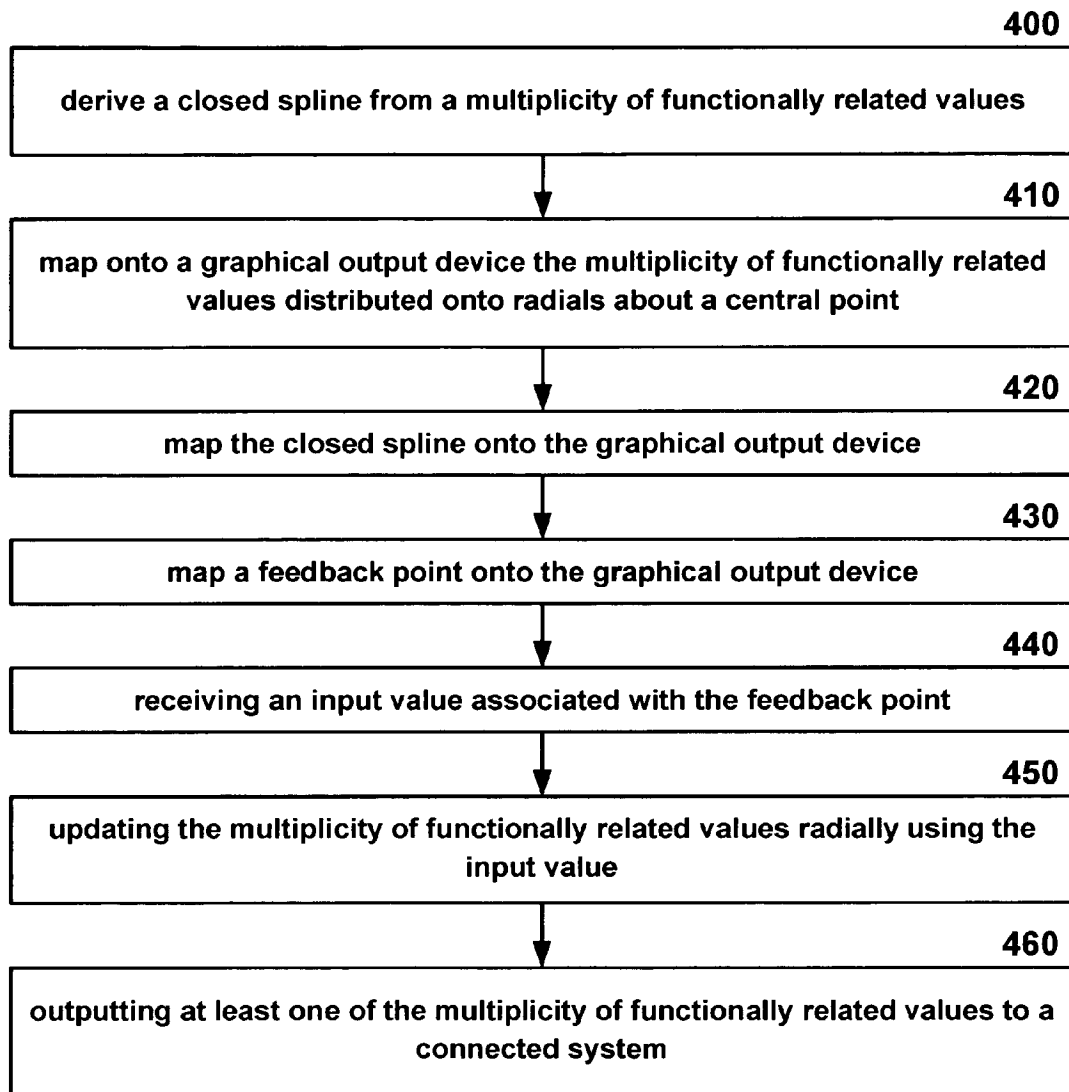 400
derive a closed spline from a multiplicity of functionally related values
410
map onto a graphical output device the multiplicity of functionally related
values distributed onto radials about a central point
420
map the closed spline onto the graphical output device
430
map a feedback point onto the graphical output device
440
receiving an input value associated with the feedback point
450
updating the multiplicity of functionally related values radially using the
input value
460
outputting at least one of the multiplicity of functionally related values to a
connected system